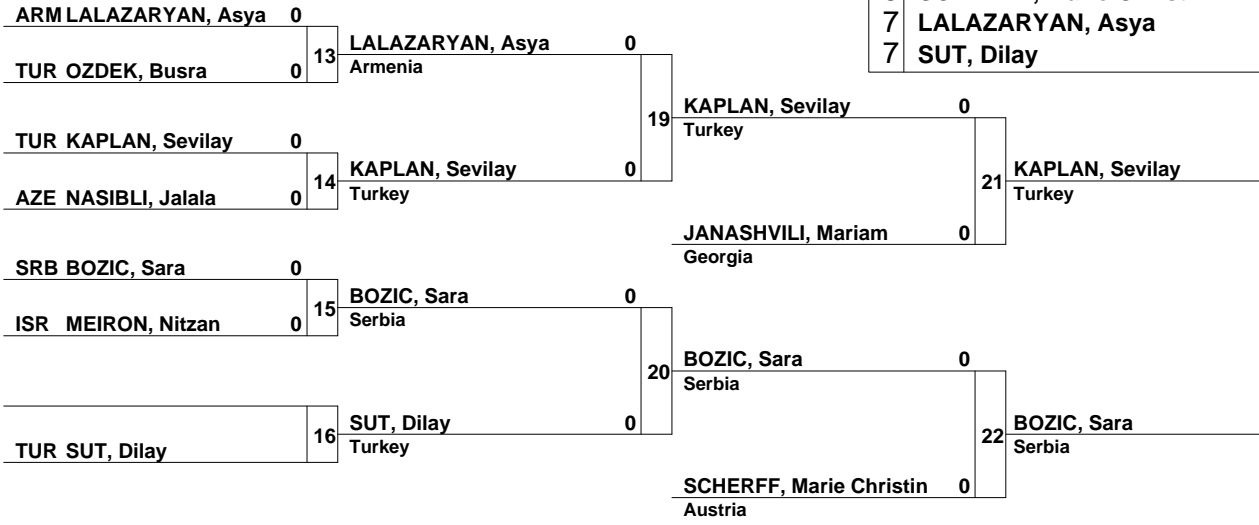 ARM LALAZARYAN, Asya 0
TUR OZDEK, Busra 0
13
LALAZARYAN, Asya 0
Armenia
TUR KAPLAN, Sevilay 0
AZE NASIBLI, Jalala 0
14
KAPLAN, Sevilay 0
Turkey
19
KAPLAN, Sevilay 0
Turkey
JANASHVILI, Mariam 0
Georgia
21
KAPLAN, Sevilay
Turkey
SRB BOZIC, Sara 0
ISR MEIRON, Nitzan 0
15
BOZIC, Sara 0
Serbia
TUR SUT, Dilay
16
SUT, Dilay 0
Turkey
20
BOZIC, Sara 0
Serbia
SCHERFF, Marie Christin 0
Austria
22
BOZIC, Sara
Serbia
7 LALAZARYAN, Asya
7 SUT, Dilay